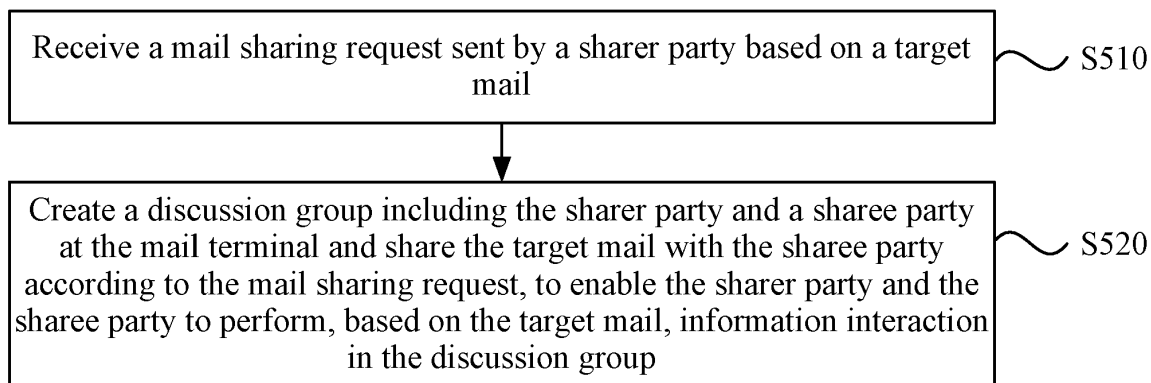 Receive a mail sharing request sent by a sharer party based on a target
mail
S510
Create a discussion group including the sharer party and a sharee party
at the mail terminal and share the target mail with the sharee party
according to the mail sharing request, to enable the sharer party and the
sharee party to perform, based on the target mail, information interaction
in the discussion group
S520